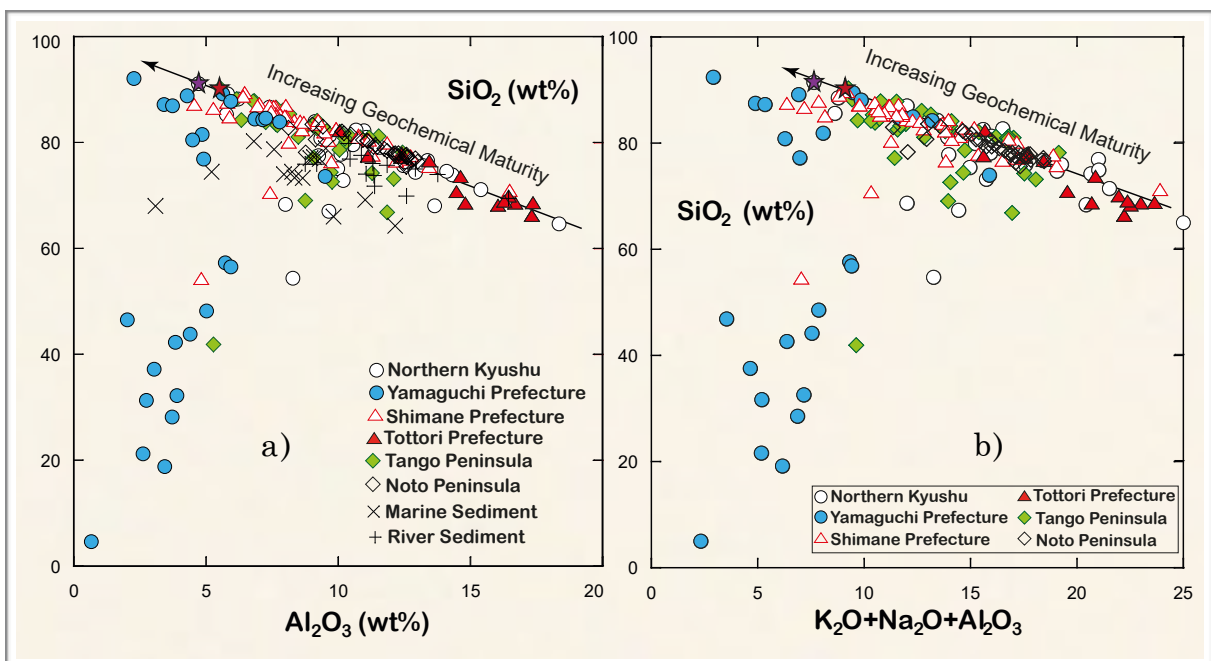 100
80
60
40
20
0
0
5
10
15
20
Al₂O₃ (wt%)
SiO₂ (wt%)
Increasing Geochemical Maturity
a)
Northern Kyushu
Yamaguchi Prefecture
Shimane Prefecture
Tottori Prefecture
Tango Peninsula
Noto Peninsula
Marine Sediment
River Sediment
100
80
60
40
20
0
0
5
10
15
20
25
K₂O+Na₂O+Al₂O₃
SiO₂ (wt%)
Increasing Geochemical Maturity
b)
Northern Kyushu Tottori Prefecture
Yamaguchi Prefecture Tango Peninsula
Shimane Prefecture Noto Peninsula